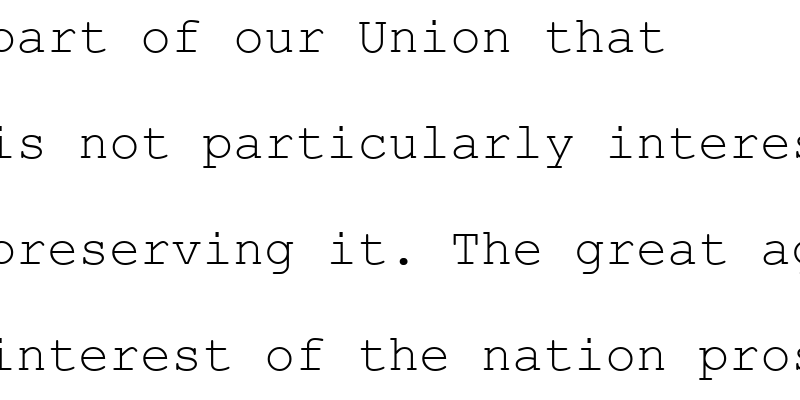 part of our Union that
is not particularly interes
preserving it. The great ag
interest of the nation pros